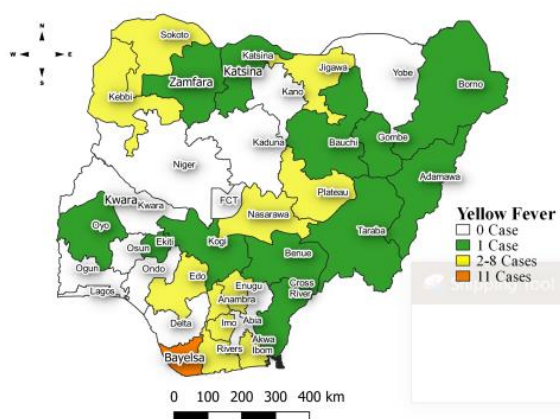 N
W E
S
Sokoto
Katsina
Jigawa
Zamfara
Katsina
Yobe
Borno
Kebbi
Kano
Kaduna
Bauchi
Gombe
Niger
Adamawa
Plateau
Kwara
Kwara
FCT
Nasarawa
Taraba
Oyo
Ekiti
Kogi
Osun
Benue
Ogun
Ondo
Edo
Enugu
Cross
River
Anambra
Lagos
Delta
Imo
Abia
Bayelsa
Rivers
Akwa
Ibom
Yellow Fever
0 Case
1 Case
2-8 Cases
11 Cases
Snipping Tool
0 100 200 300 400 km